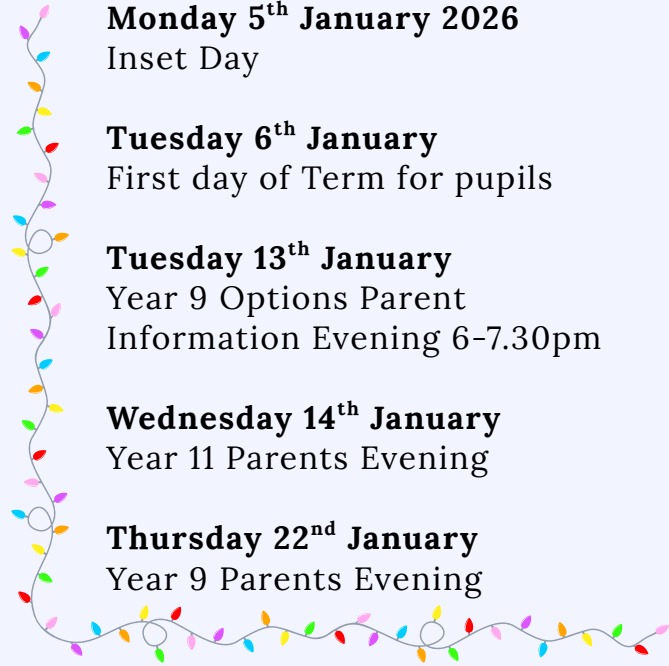 Monday 5th January 2026
Inset Day
Tuesday 6th January
First day of Term for pupils
Tuesday 13th January
Year 9 Options Parent
Information Evening 6-7.30pm
Wednesday 14th January
Year 11 Parents Evening
Thursday 22nd January
Year 9 Parents Evening